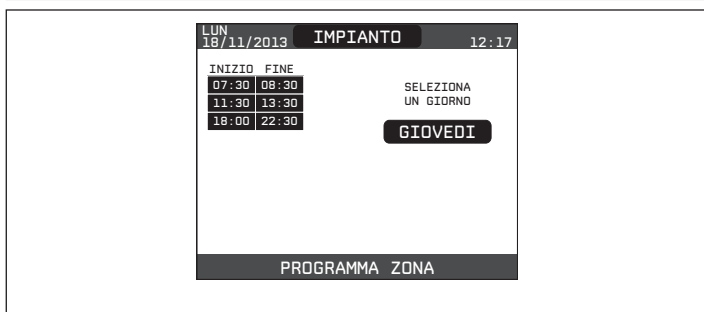 LUN
18/11/2013 IMPIANTO 12:17
INIZIO FINE
07:30 08:30
11:30 13:30
18:00 22:30
SELEZIONA
UN GIORNO
GIOVEDI
PROGRAMMA ZONA